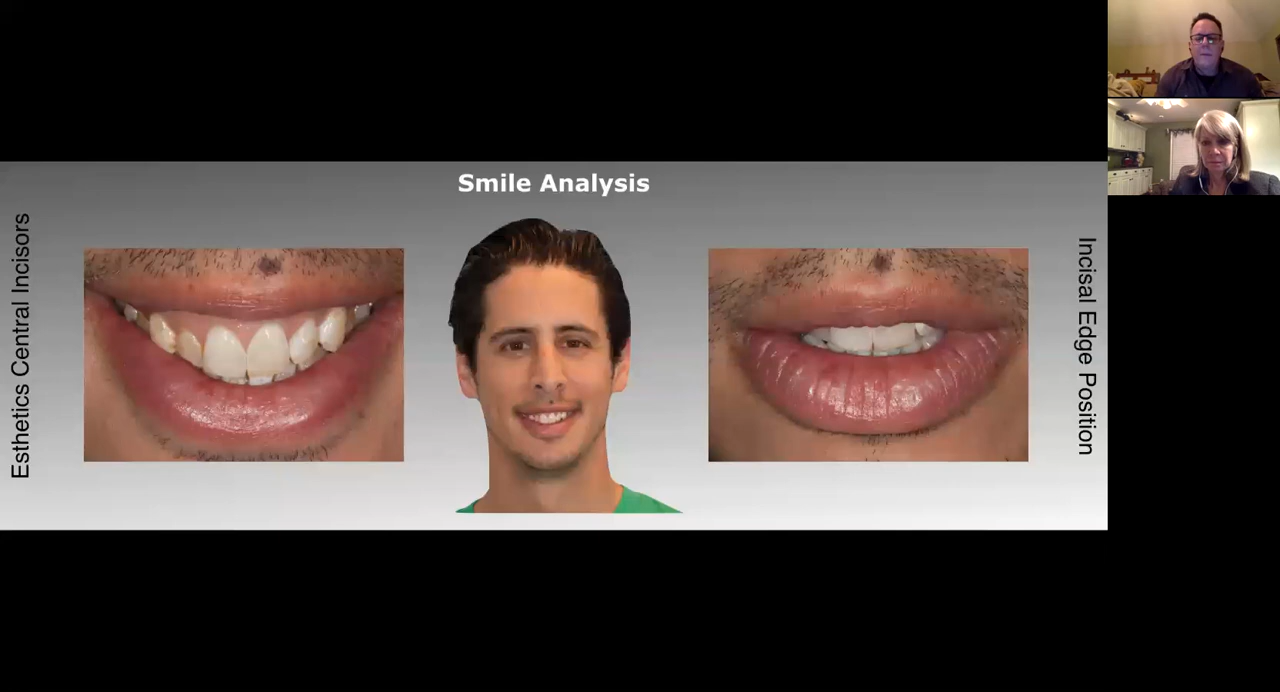 Smile Analysis
Esthetics Central Incisors
Incisal Edge Position